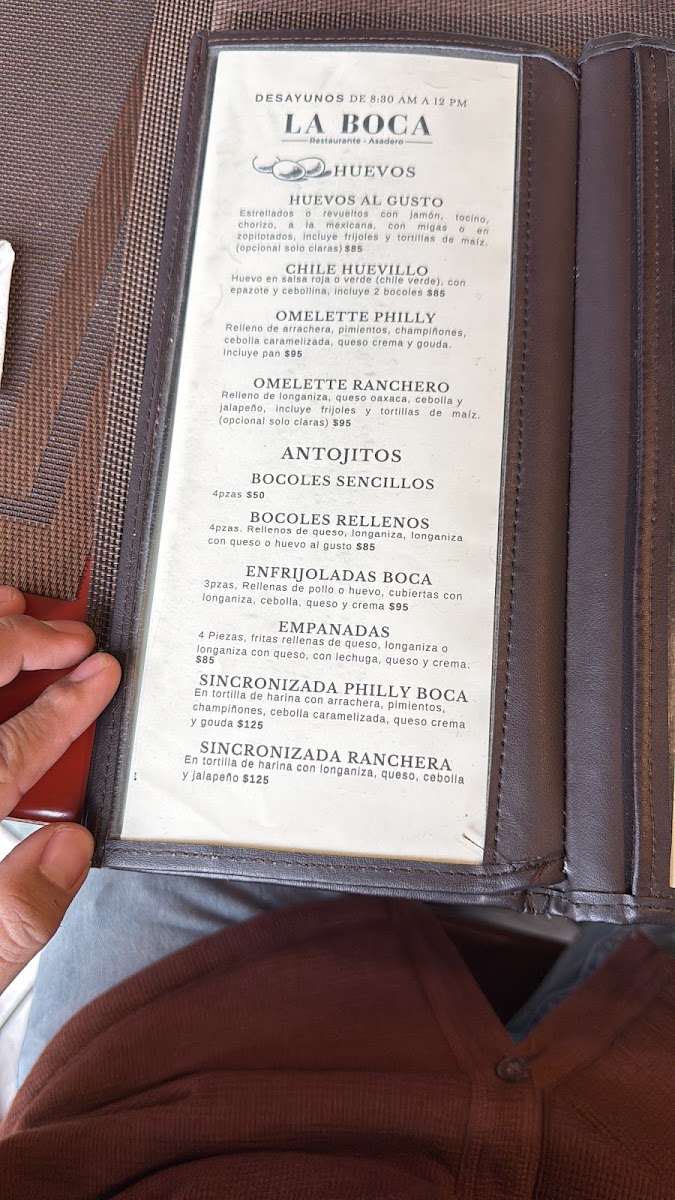 DESAYUNOS DE 8:30 AM A 12 PM
LA BOCA
Restaurante - Asadero
HUEVOS
HUEVOS AL GUSTO
Estrellados o revueltos con jamón, tocino,
chorizo, a la mexicana, con migas o en
zopilotados, incluye frijoles y tortillas de maíz.
(opcional solo claras) $85
CHILE HUEVILLO
Huevo en salsa roja o verde (chile verde), con
epazote y cebollina, incluye 2 bocoles $85
OMELETTE PHILLY
Relleno de arrachera, pimientos, champiñones,
cebolla caramelizada, queso crema y gouda.
Incluye pan $95
OMELETTE RANCHERO
Relleno de longaniza, queso oaxaca, cebolla y
jalapeño, incluye frijoles y tortillas de maíz.
(opcional solo claras) $95
ANTOJITOS
BOCOLES SENCILLOS
4pzas $50
BOCOLES RELLENOS
4pzas. Rellenos de queso, longaniza, longaniza
con queso o huevo al gusto $85
ENFRIJOLADAS BOCA
3pzas, Rellenas de pollo o huevo, cubiertas con
longaniza, cebolla, queso y crema $95
EMPANADAS
4 Piezas, fritas rellenas de queso, longaniza o
longaniza con queso, con lechuga, queso y crema.
$85
SINCRONIZADA PHILLY BOCA
En tortilla de harina con arrachera, pimientos,
champiñones, cebolla caramelizada, queso crema
y gouda $125
SINCRONIZADA RANCHERA
En tortilla de harina con longaniza, queso, cebolla
y jalapeño $125